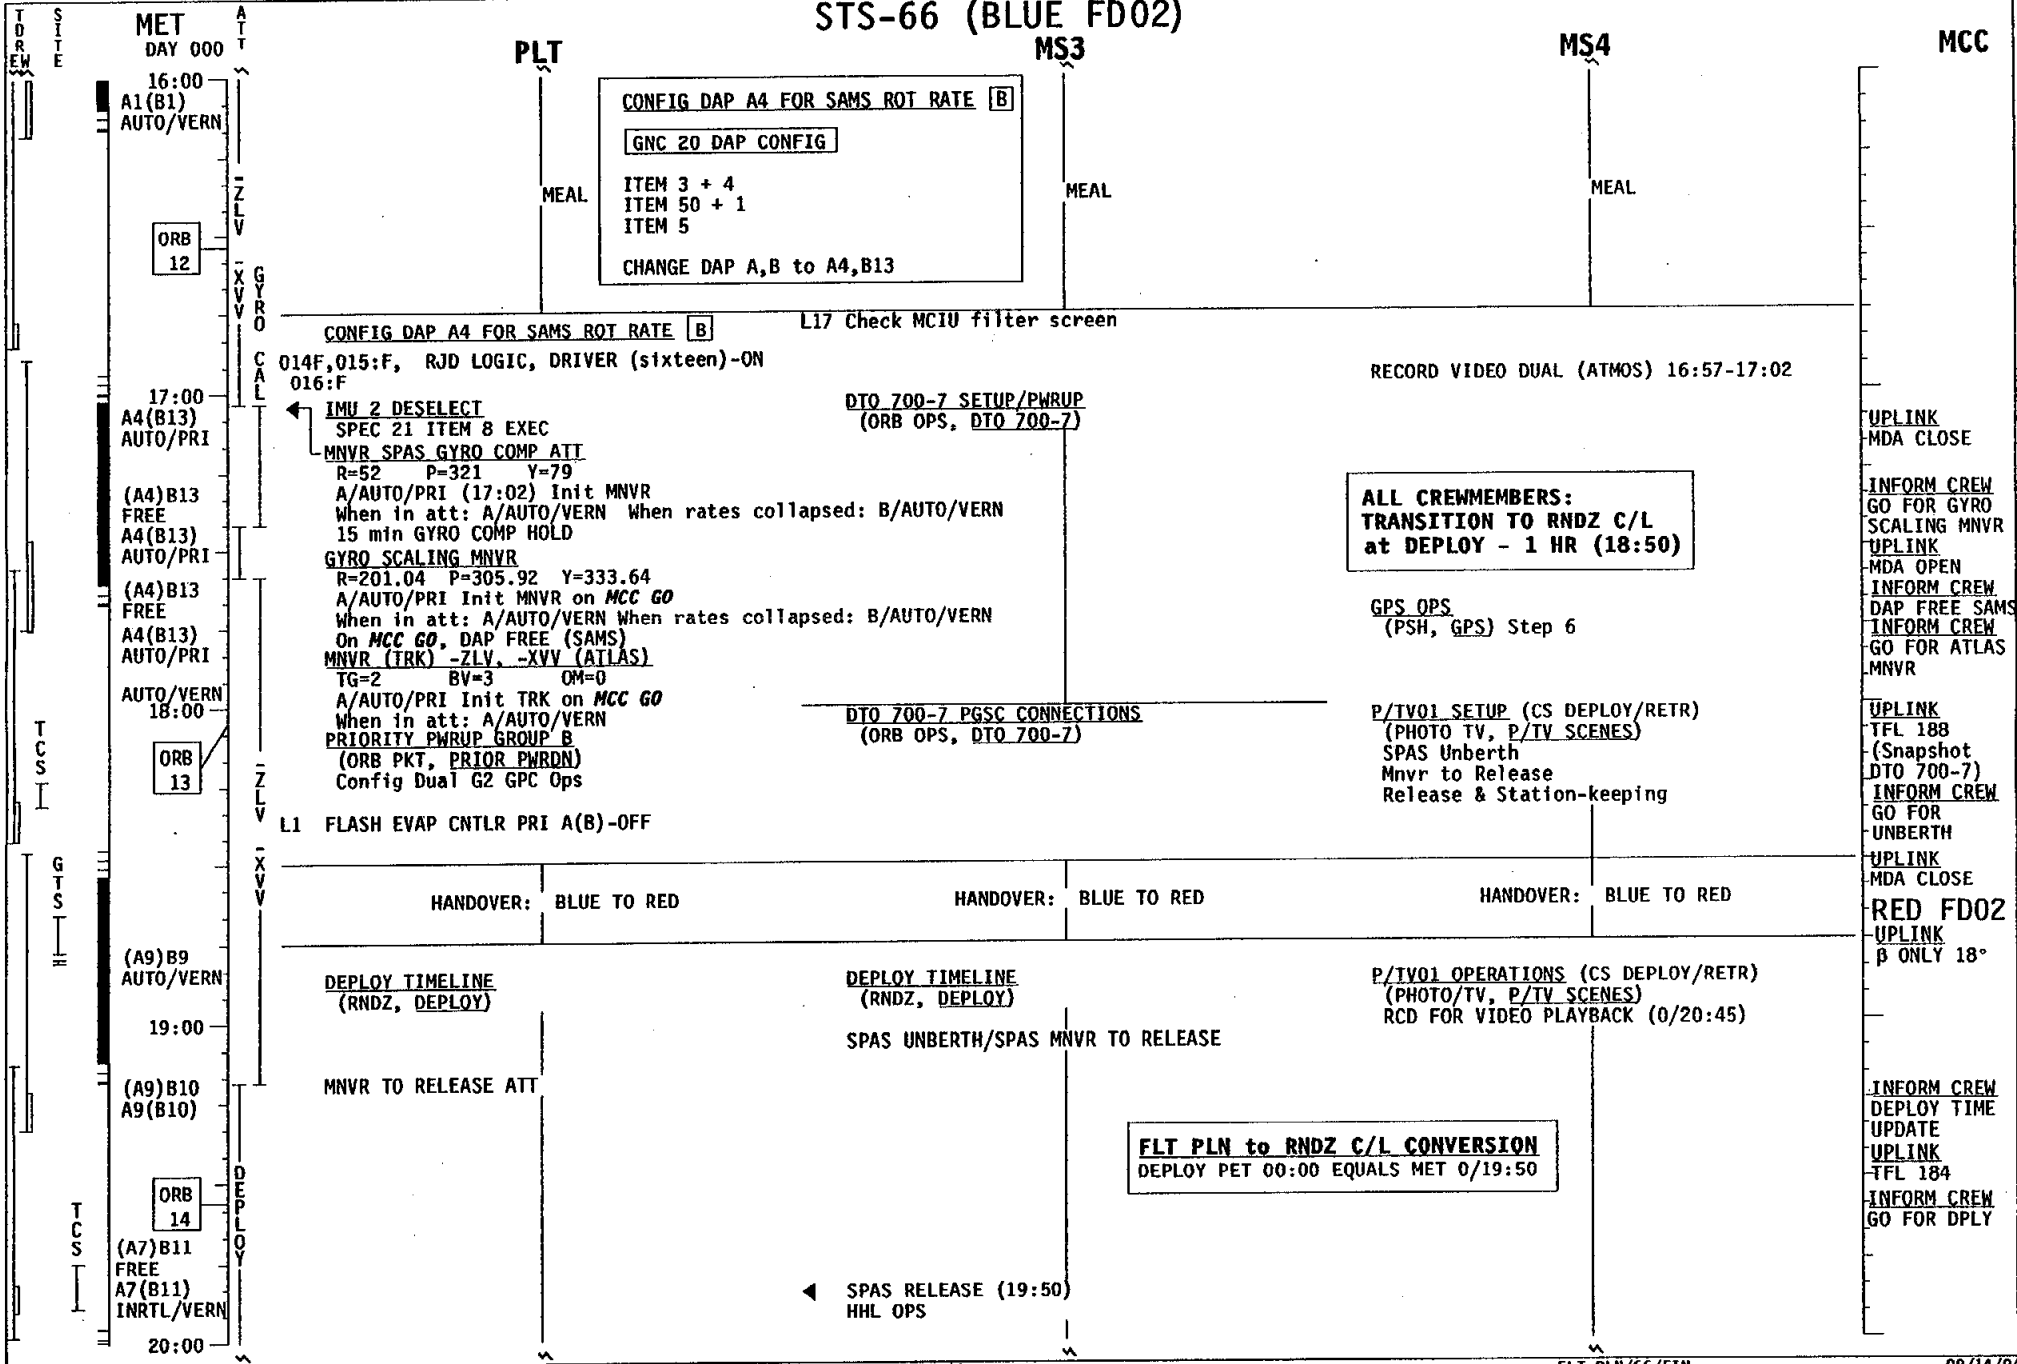 STS-66 (BLUE FD02)
TDRS
EW
SITE
MET
DAY 000
ATT
PLT
MS3
MS4
MCC
16:00
A1(B1)
AUTO/VERN
-ZLV
ORB
12
-XVV
GYRO CAL
MEAL
CONFIG DAP A4 FOR SAMS ROT RATE B
GNC 20 DAP CONFIG
ITEM 3 + 4
ITEM 50 + 1
ITEM 5
CHANGE DAP A,B to A4,B13
MEAL
MEAL
CONFIG DAP A4 FOR SAMS ROT RATE B
L17 Check MCIU filter screen
014F,015:F, RJD LOGIC, DRIVER (sixteen)-ON
016:F
RECORD VIDEO DUAL (ATMOS) 16:57-17:02
17:00
A4(B13)
AUTO/PRI
(A4)B13
FREE
A4(B13)
AUTO/PRI
(A4)B13
FREE
A4(B13)
AUTO/PRI
AUTO/VERN
18:00
IMU 2 DESELECT
SPEC 21 ITEM 8 EXEC
MNVR SPAS GYRO COMP ATT
R=52 P=321 Y=79
A/AUTO/PRI (17:02) Init MNVR
When in att: A/AUTO/VERN When rates collapsed: B/AUTO/VERN
15 min GYRO COMP HOLD
GYRO SCALING MNVR
R=201.04 P=305.92 Y=333.64
A/AUTO/PRI Init MNVR on MCC GO
When in att: A/AUTO/VERN When rates collapsed: B/AUTO/VERN
On MCC GO, DAP FREE (SAMS)
MNVR (TRK) -ZLV, -XVV (ATLAS)
TG=2 BV=3 OM=0
A/AUTO/PRI Init TRK on MCC GO
When in att: A/AUTO/VERN
PRIORITY PWRUP GROUP B
(ORB PKT, PRIOR PWRDN)
Config Dual G2 GPC Ops
L1 FLASH EVAP CNTLR PRI A(B)-OFF
DTO 700-7 SETUP/PWRUP
(ORB OPS, DTO 700-7)
DTO 700-7 PGSC CONNECTIONS
(ORB OPS, DTO 700-7)
ALL CREWMEMBERS:
TRANSITION TO RNDZ C/L
at DEPLOY - 1 HR (18:50)
GPS OPS
(PSH, GPS) Step 6
P/TV01 SETUP (CS DEPLOY/RETR)
(PHOTO TV, P/TV SCENES)
SPAS Unberth
Mnvr to Release
Release & Station-keeping
UPLINK
MDA CLOSE
INFORM CREW
GO FOR GYRO
SCALING MNVR
UPLINK
MDA OPEN
INFORM CREW
DAP FREE SAMS
INFORM CREW
GO FOR ATLAS
MNVR
UPLINK
TFL 188
(Snapshot
DTO 700-7)
INFORM CREW
GO FOR
UNBERTH
UPLINK
MDA CLOSE
RED FD02
UPLINK
β ONLY 18°
TCS
ORB
13
-ZLV
-XVV
GTS
HANDOVER: BLUE TO RED
HANDOVER: BLUE TO RED
HANDOVER: BLUE TO RED
(A9)B9
AUTO/VERN
19:00
(A9)B10
A9(B10)
DEPLOY TIMELINE
(RNDZ, DEPLOY)
MNVR TO RELEASE ATT
DEPLOY TIMELINE
(RNDZ, DEPLOY)
SPAS UNBERTH/SPAS MNVR TO RELEASE
P/TV01 OPERATIONS (CS DEPLOY/RETR)
(PHOTO/TV, P/TV SCENES)
RCD FOR VIDEO PLAYBACK (0/20:45)
FLT PLN to RNDZ C/L CONVERSION
DEPLOY PET 00:00 EQUALS MET 0/19:50
INFORM CREW
DEPLOY TIME
UPDATE
UPLINK
TFL 184
INFORM CREW
GO FOR DPLY
ORB
14
DEPLOY
TCS
(A7)B11
FREE
A7(B11)
INRTL/VERN
20:00
SPAS RELEASE (19:50)
HHL OPS
FLT PLN/66/FIN